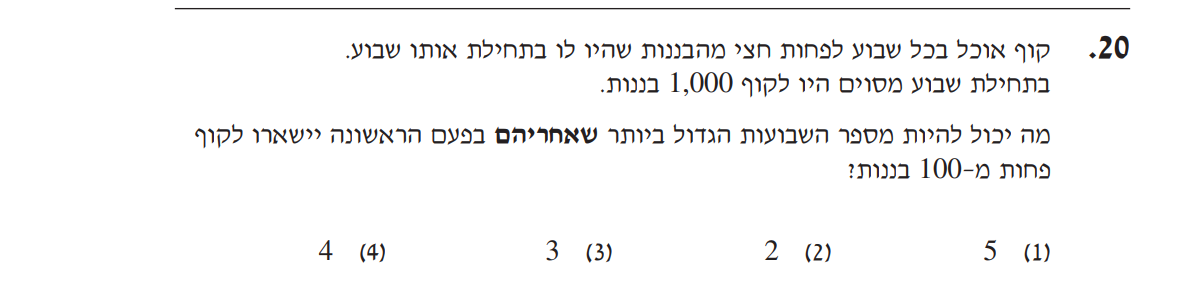 20. קוף אוכל בכל שבוע לפחות חצי מהבננות שהיו לו בתחילת אותו שבוע.
בתחילת שבוע מסוים היו לקוף 1,000 בננות.
מה יכול להיות מספר השבועות הגדול ביותר שאחריהם בפעם הראשונה יישארו לקוף
פחות מ-100 בננות?
(1) 5 (2) 2 (3) 3 (4) 4